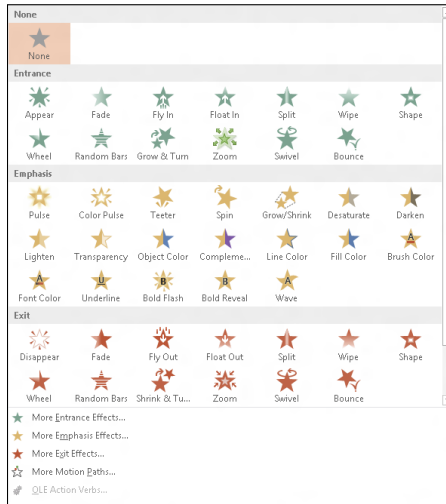 None
None
Entrance
Appear Fade Fly In Float In Split Wipe Shape
Wheel Random Bars Grow & Turn Zoom Swivel Bounce
Emphasis
Pulse Color Pulse Teeter Spin Grow/Shrink Desaturate Darken
Lighten Transparency Object Color Compleme... Line Color Fill Color Brush Color
Font Color Underline Bold Flash Bold Reveal Wave
Exit
Disappear Fade Fly Out Float Out Split Wipe Shape
Wheel Random Bars Shrink & Tu... Zoom Swivel Bounce
More Entrance Effects...
More Emphasis Effects...
More Exit Effects...
More Motion Paths...
OLE Action Verbs...